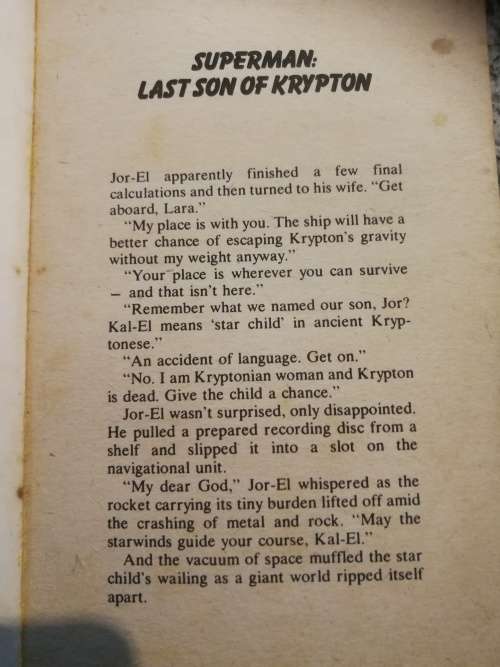 SUPERMAN:
LAST SON OF KRYPTON
Jor-El apparently finished a few final
calculations and then turned to his wife. “Get
aboard, Lara.”
“My place is with you. The ship will have a
better chance of escaping Krypton's gravity
without my weight anyway.”
“Your place is wherever you can survive
— and that isn't here.”
“Remember what we named our son, Jor?
Kal-El means ‘star child’ in ancient Kryp-
tonese.”
“An accident of language. Get on.”
“No. I am Kryptonian woman and Krypton
is dead. Give the child a chance.”
Jor-El wasn't surprised, only disappointed.
He pulled a prepared recording disc from a
shelf and slipped it into a slot on the
navigational unit.
“My dear God,” Jor-El whispered as the
rocket carrying its tiny burden lifted off amid
the crashing of metal and rock. “May the
starwinds guide your course, Kal-El.”
And the vacuum of space muffled the star
child's wailing as a giant world ripped itself
apart.